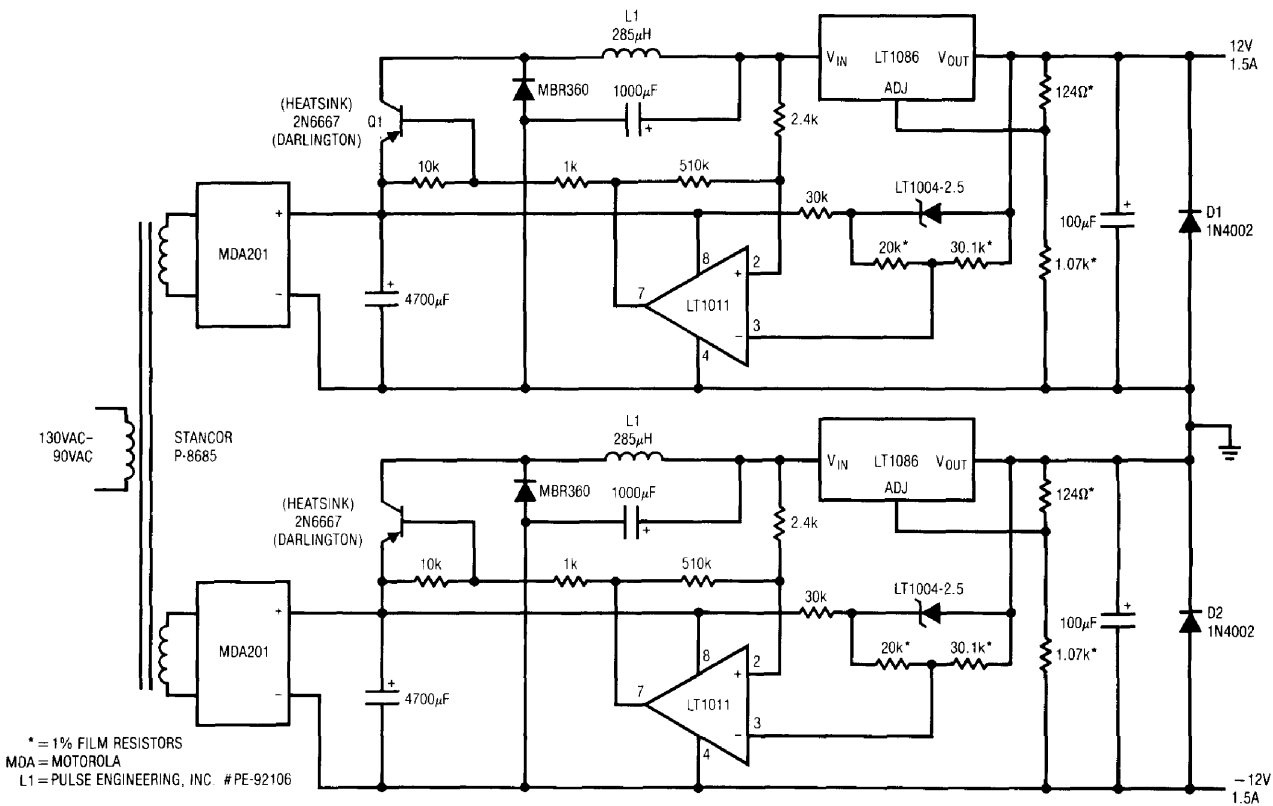 L1
285µH
VIN LT1086 VOUT
ADJ
12V
1.5A
MBR360
1000µF
+
(HEATSINK)
2N6667
(DARLINGTON)
Q1
2.4k
124Ω*
10k
1k
510k
30k
LT1004-2.5
+
100µF
D1
1N4002
MDA201
+
−
+
4700µF
20k*
30.1k*
1.07k*
8
2
+
7
LT1011
3
−
4
130VAC–
90VAC
STANCOR
P-8685
L1
285µH
VIN LT1086 VOUT
ADJ
MBR360
1000µF
+
(HEATSINK)
2N6667
(DARLINGTON)
2.4k
124Ω*
10k
1k
510k
30k
LT1004-2.5
+
100µF
D2
1N4002
MDA201
+
−
+
4700µF
20k*
30.1k*
1.07k*
8
2
+
7
LT1011
3
−
4
* = 1% FILM RESISTORS
MDA = MOTOROLA
L1 = PULSE ENGINEERING, INC. #PE-92106
−12V
1.5A